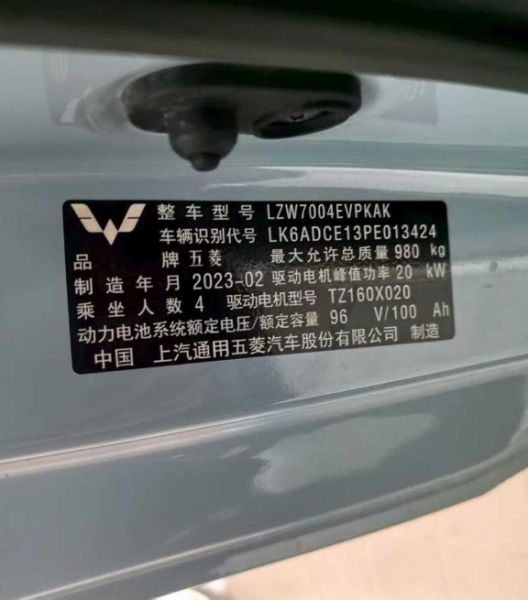 整车型号 LZW7004EVPKAK
车辆识别代号 LK6ADCE13PE013424
品牌 五菱 最大允许总质量 980 kg
制造年月 2023-02 驱动电机峰值功率 20 kW
乘坐人数 4 驱动电机型号 TZ160X020
动力电池系统额定电压/额定容量 96 V/100 Ah
中国 上汽通用五菱汽车股份有限公司 制造